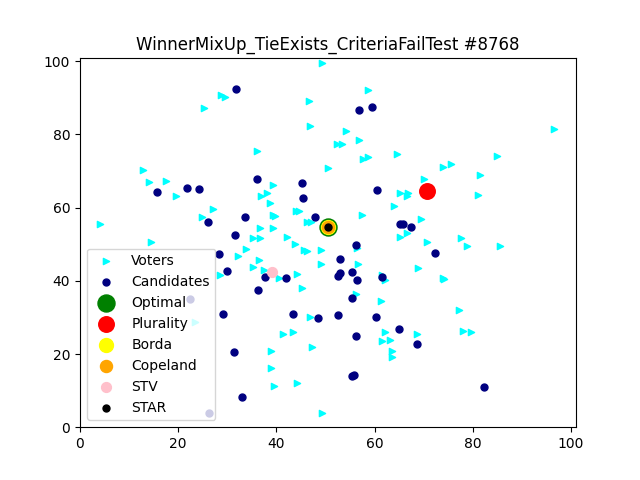 WinnerMixUp_TieExists_CriteriaFailTest #8768
100
80
60
40
20
0
Voters
Candidates
Optimal
Plurality
Borda
Copeland
STV
STAR
0 20 40 60 80 100